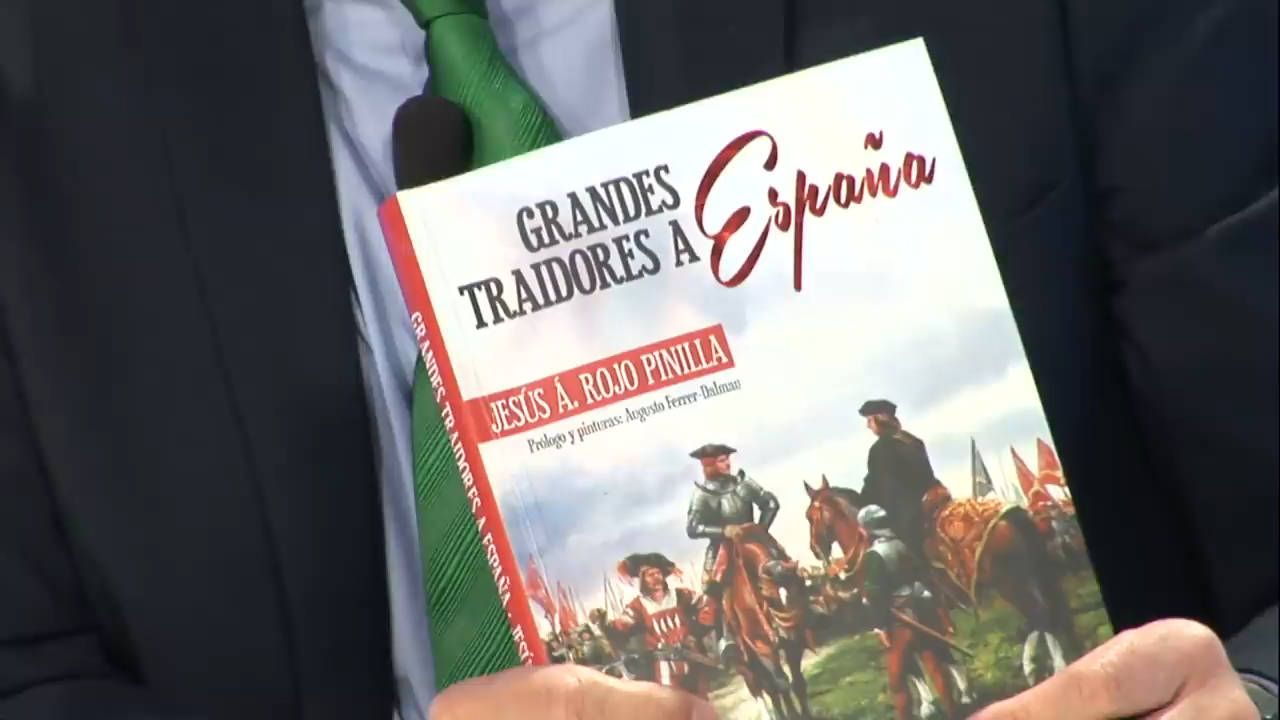 GRANDES
TRAIDORES A España
JESÚS Á. ROJO PINILLA
Prólogo y pinturas: Augusto Ferrer-Dalmau
GRANDES TRAIDORES A ESPAÑA